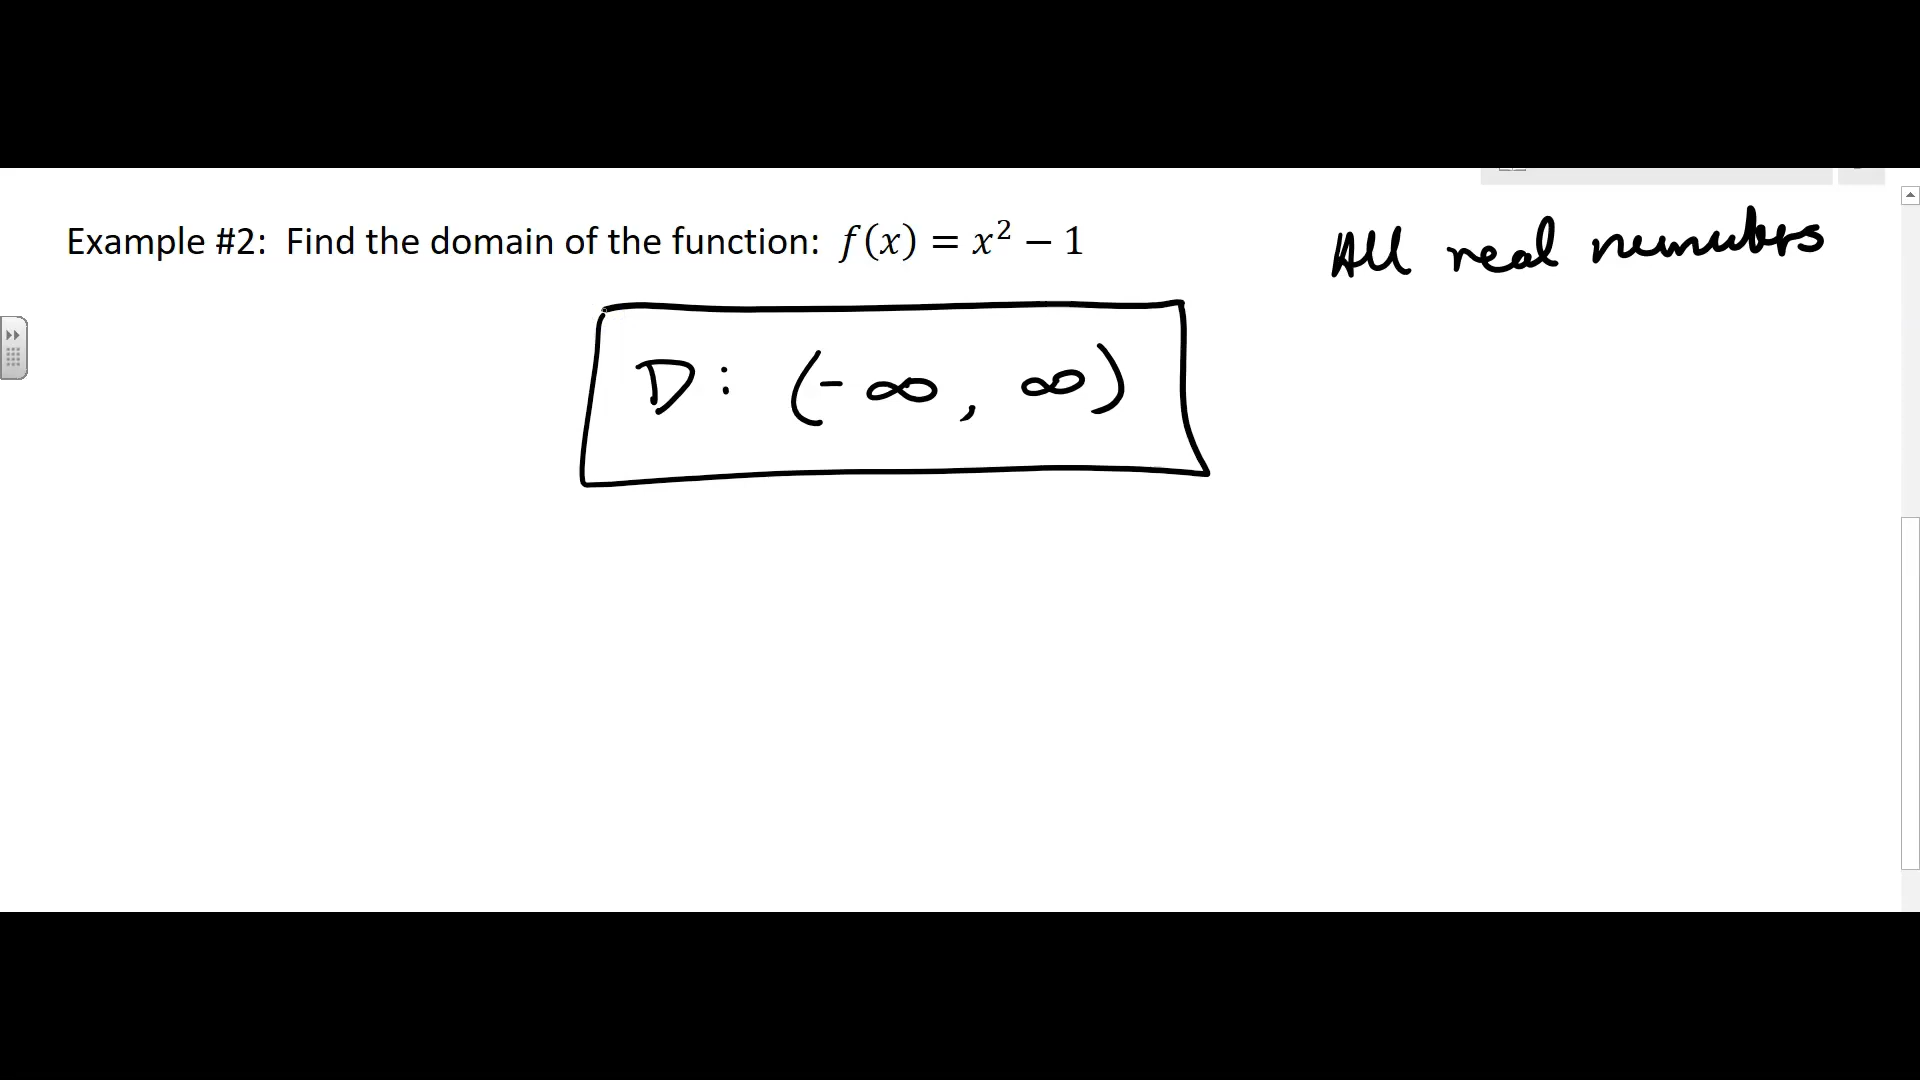 Example #2: Find the domain of the function: f(x) = x² − 1
All real numbers
D: (-∞, ∞)